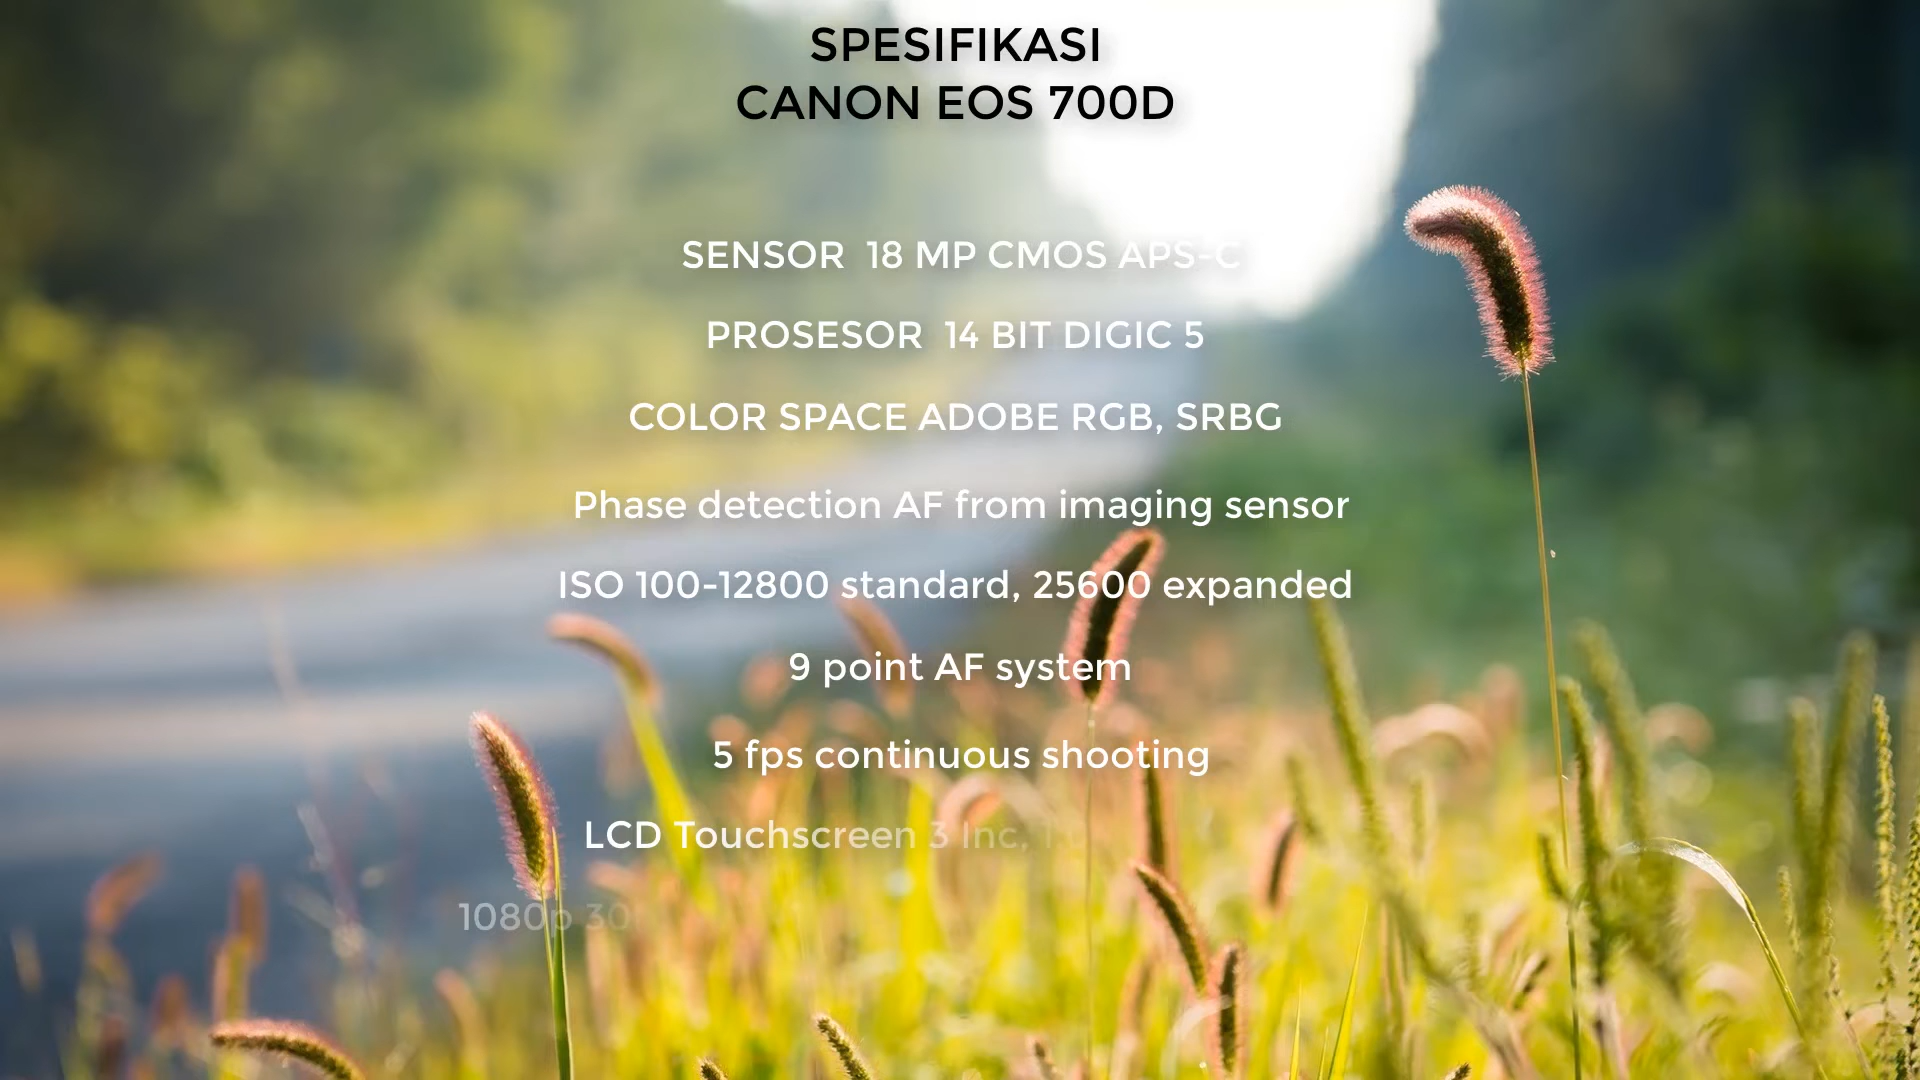 SPESIFIKASI
CANON EOS 700D
SENSOR 18 MP CMOS APS-C
PROSESOR 14 BIT DIGIC 5
COLOR SPACE ADOBE RGB, SRBG
Phase detection AF from imaging sensor
ISO 100-12800 standard, 25600 expanded
9 point AF system
5 fps continuous shooting
LCD Touchscreen 3 Inc,
1080p 30